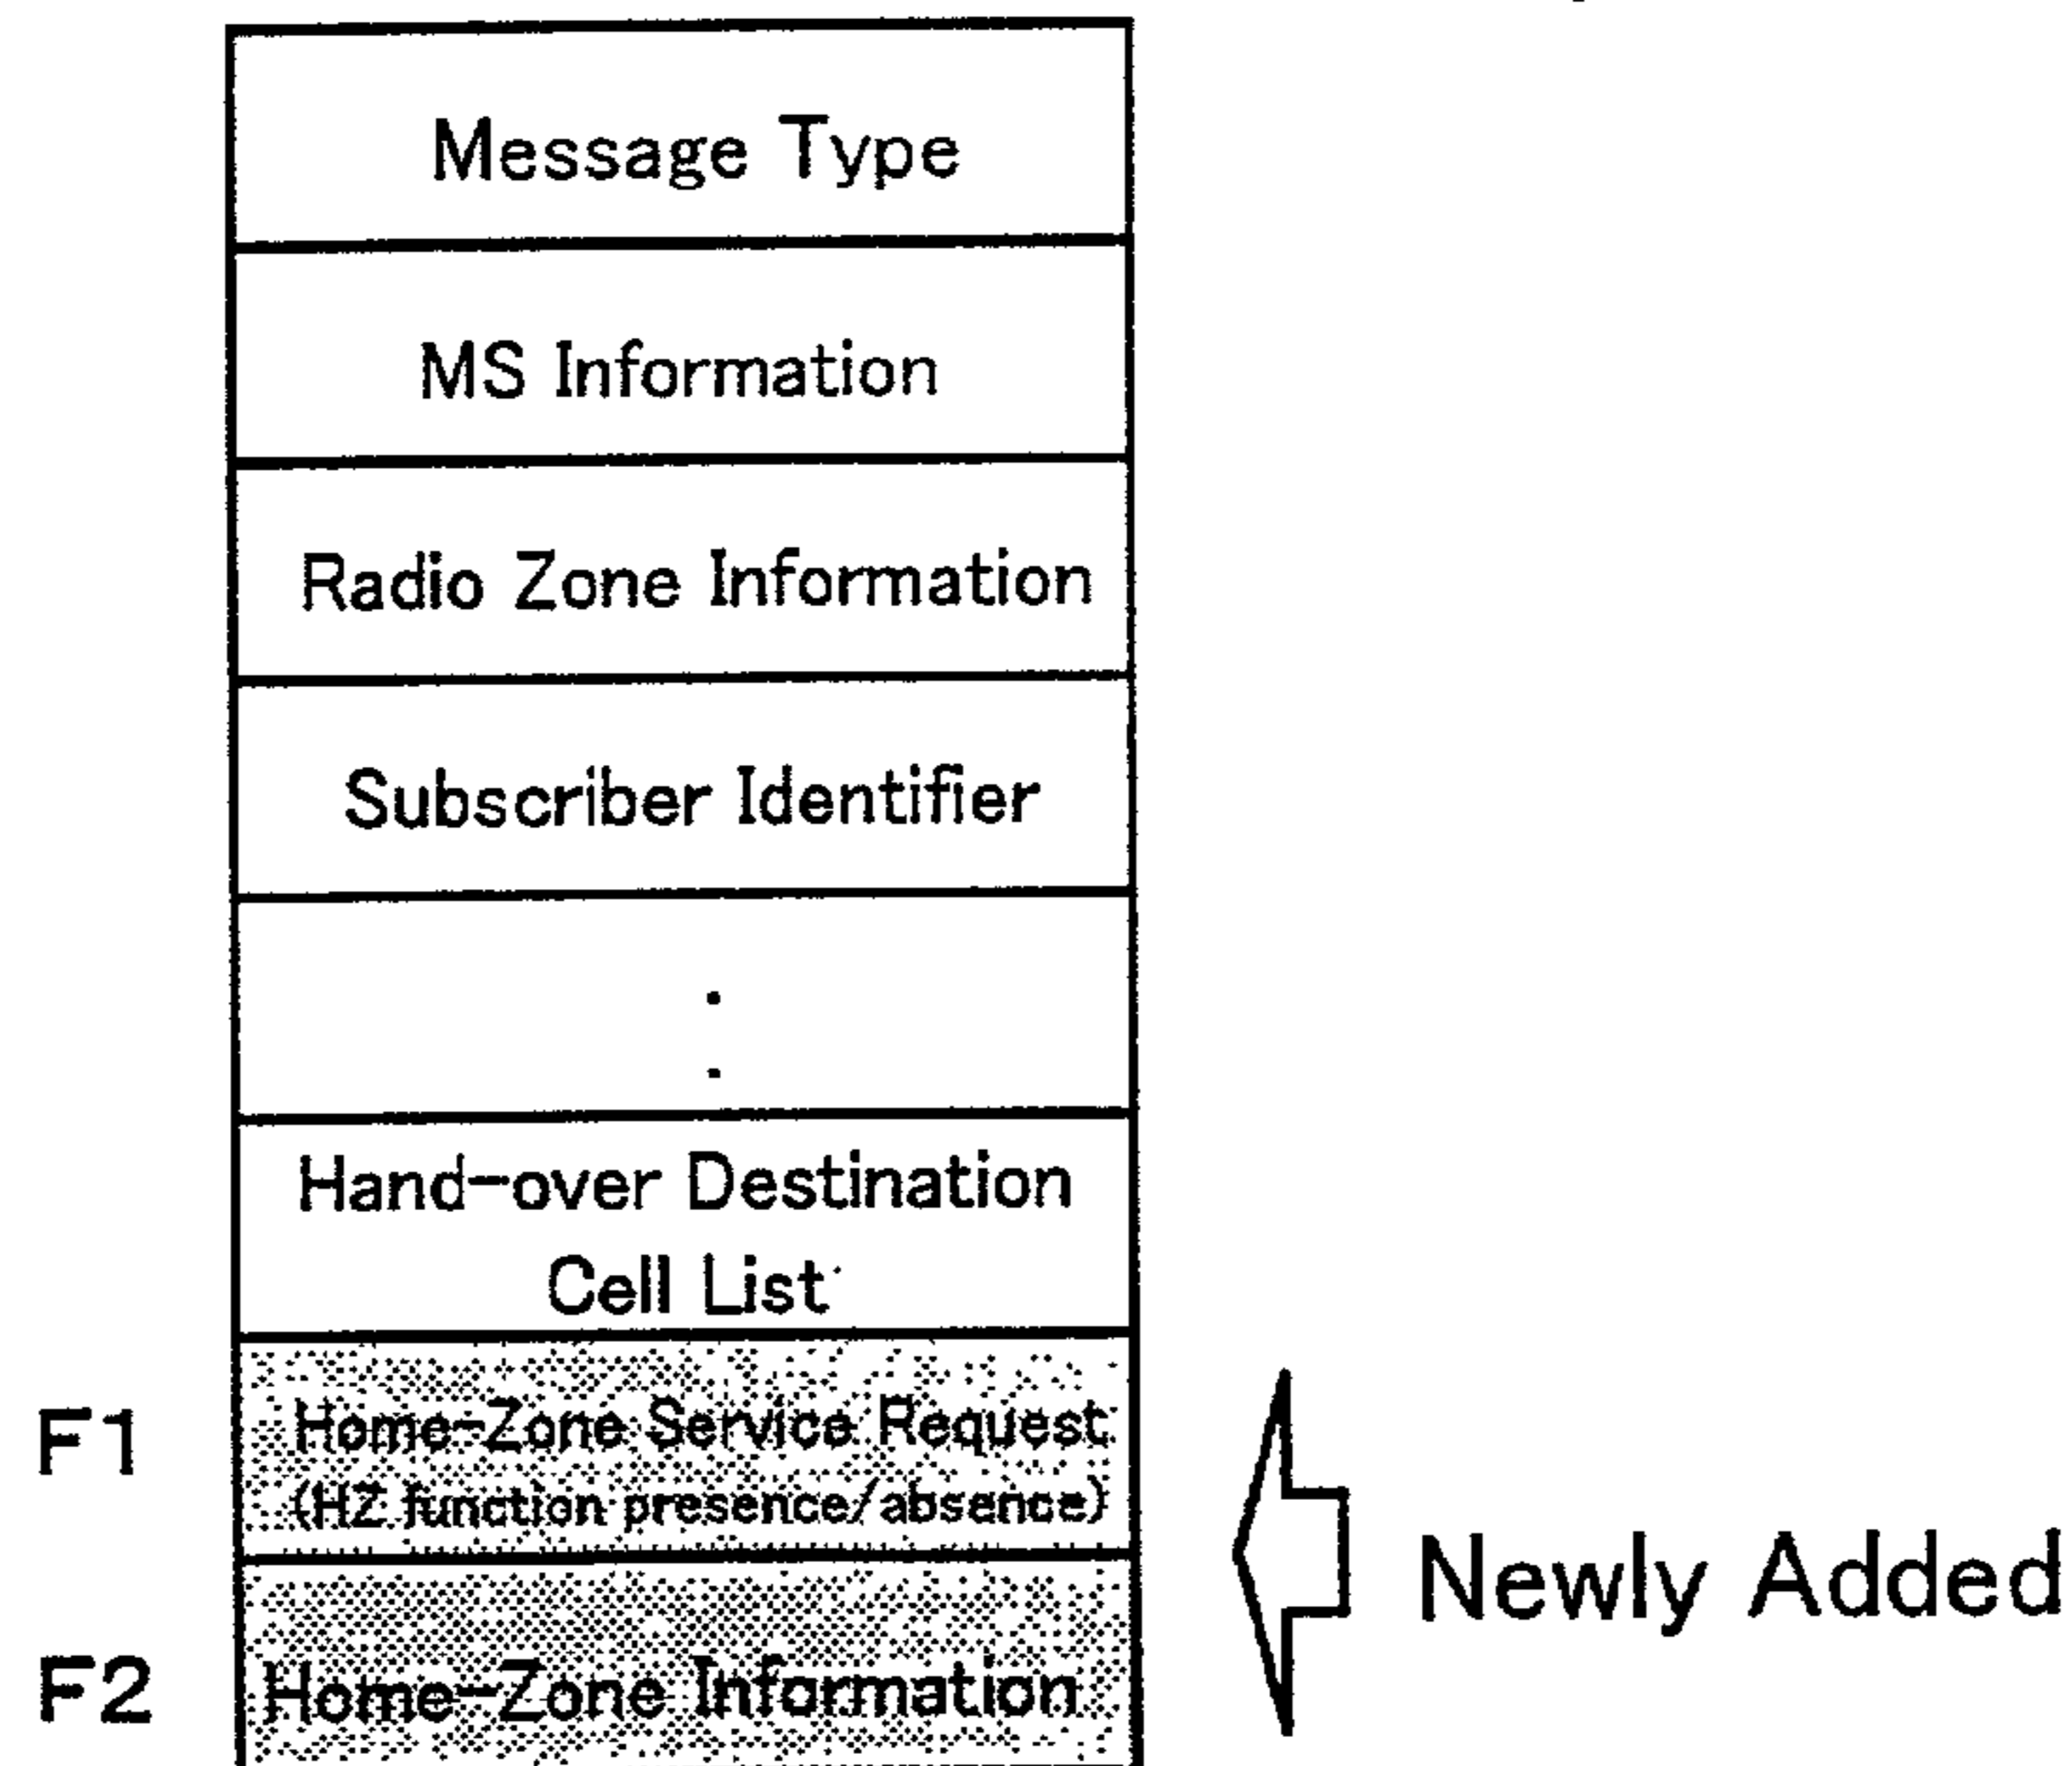 Message Type
MS Information
Radio Zone Information
Subscriber Identifier
.
.
Hand-over Destination
Cell List
F1
Home-Zone Service Request
(HZ function presence/absence)
Newly Added
F2
Home-Zone Information